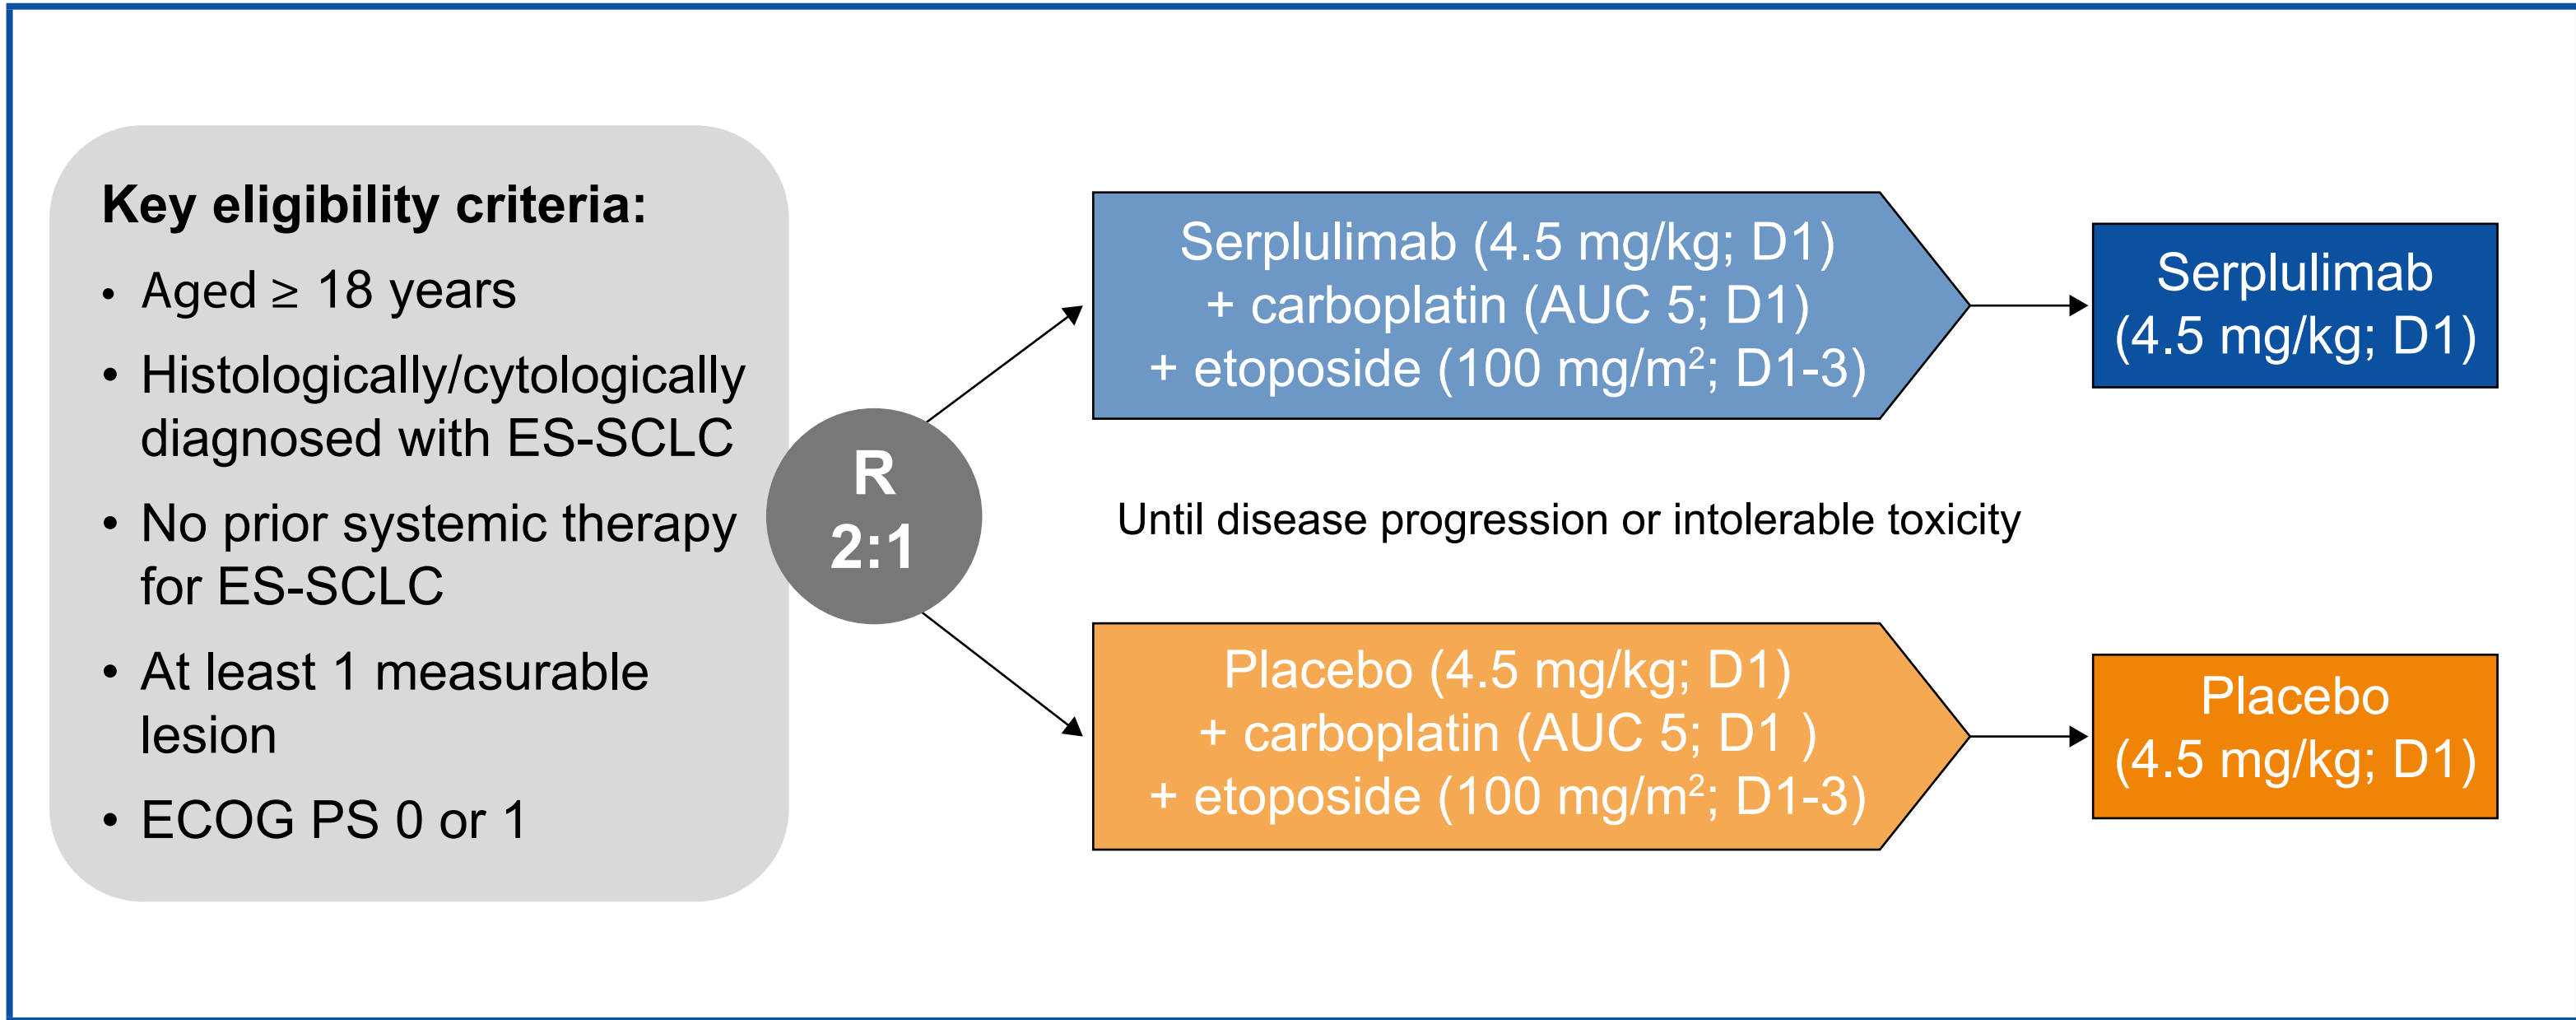 Key eligibility criteria:
• Aged ≥ 18 years
• Histologically/cytologically
diagnosed with ES-SCLC
• No prior systemic therapy
for ES-SCLC
• At least 1 measurable
lesion
• ECOG PS 0 or 1
R
2:1
Serplulimab (4.5 mg/kg; D1)
+ carboplatin (AUC 5; D1)
+ etoposide (100 mg/m²; D1-3)
Serplulimab
(4.5 mg/kg; D1)
Until disease progression or intolerable toxicity
Placebo (4.5 mg/kg; D1)
+ carboplatin (AUC 5; D1 )
+ etoposide (100 mg/m²; D1-3)
Placebo
(4.5 mg/kg; D1)